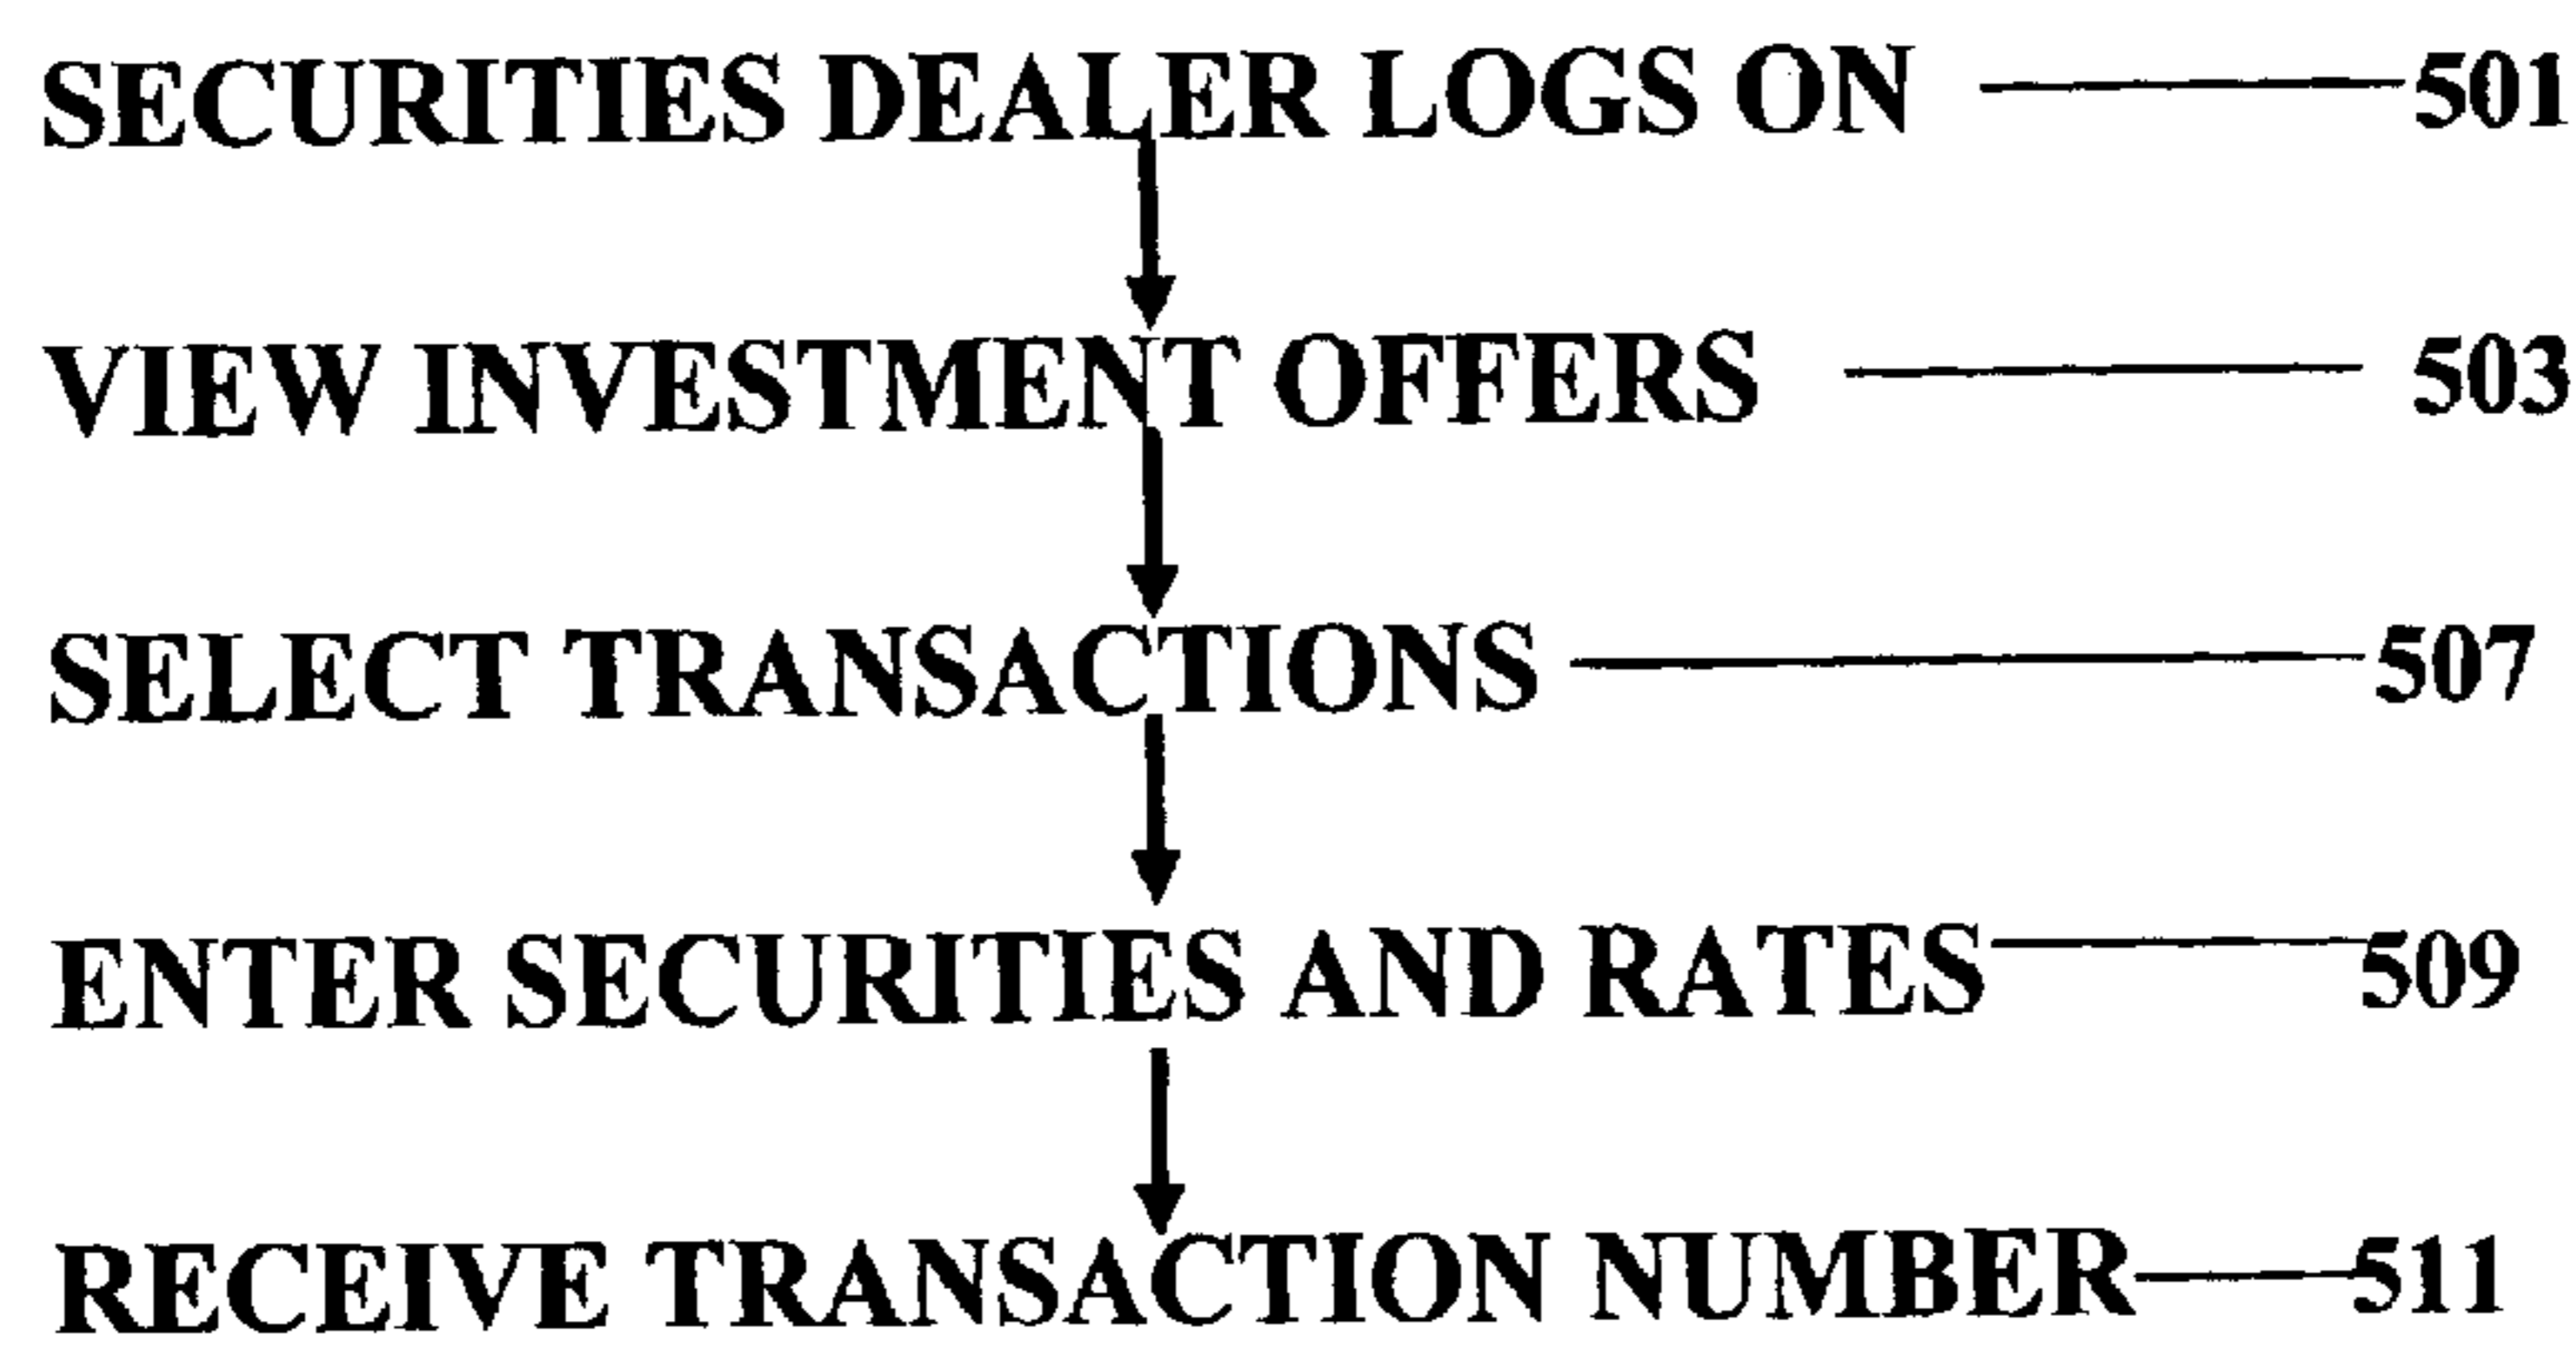 SECURITIES DEALER LOGS ON 501
VIEW INVESTMENT OFFERS 503
SELECT TRANSACTIONS 507
ENTER SECURITIES AND RATES 509
RECEIVE TRANSACTION NUMBER 511